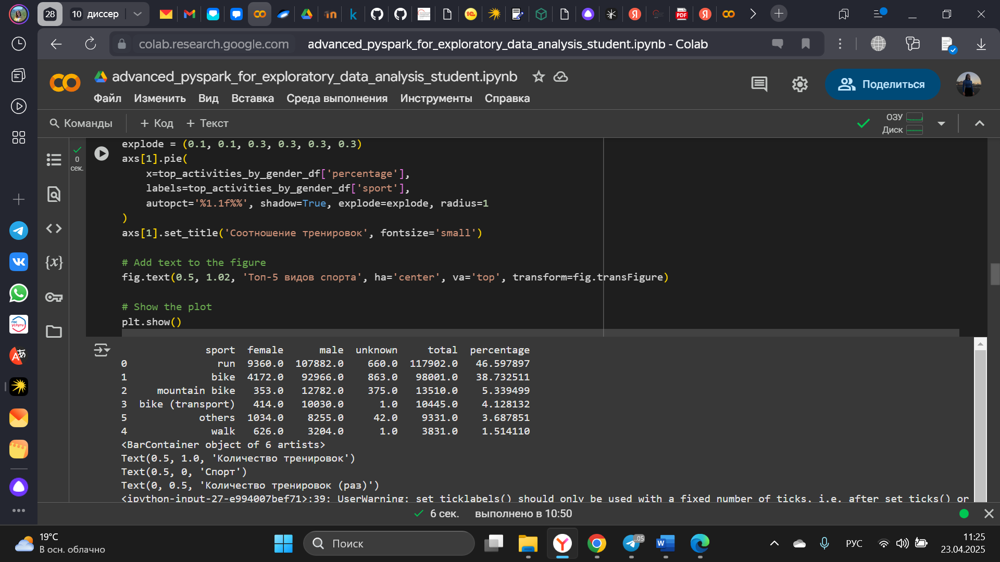 28
10 диссер
colab.research.google.com
advanced_pyspark_for_exploratory_data_analysis_student.ipynb - Colab
advanced_pyspark_for_exploratory_data_analysis_student.ipynb
Поделиться
Файл Изменить Вид Вставка Среда выполнения Инструменты Справка
Команды + Код + Текст
ОЗУ
Диск
0
сек.
explode = (0.1, 0.1, 0.3, 0.3, 0.3, 0.3)
axs[1].pie(
x=top_activities_by_gender_df['percentage'],
labels=top_activities_by_gender_df['sport'],
autopct='%1.1f%%', shadow=True, explode=explode, radius=1
)
axs[1].set_title('Соотношение тренировок', fontsize='small')
# Add text to the figure
fig.text(0.5, 1.02, 'Топ-5 видов спорта', ha='center', va='top', transform=fig.transFigure)
# Show the plot
plt.show()
sport female male unknown total percentage
0 run 9360.0 107882.0 660.0 117902.0 46.597897
1 bike 4172.0 92966.0 863.0 98001.0 38.732511
2 mountain bike 353.0 12782.0 375.0 13510.0 5.339499
3 bike (transport) 414.0 10030.0 1.0 10445.0 4.128132
5 others 1034.0 8255.0 42.0 9331.0 3.687851
4 walk 626.0 3204.0 1.0 3831.0 1.514110
<BarContainer object of 6 artists>
Text(0.5, 1.0, 'Количество тренировок')
Text(0.5, 0, 'Спорт')
Text(0, 0.5, 'Количество тренировок (раз)')
<ipython-input-27-e994007bef71>:39: UserWarning: set_ticklabels() should only be used with a fixed number of ticks, i.e. after set_ticks() or
6 сек. выполнено в 10:50
19°C
В осн. облачно
Поиск
РУС
11:25
23.04.2025